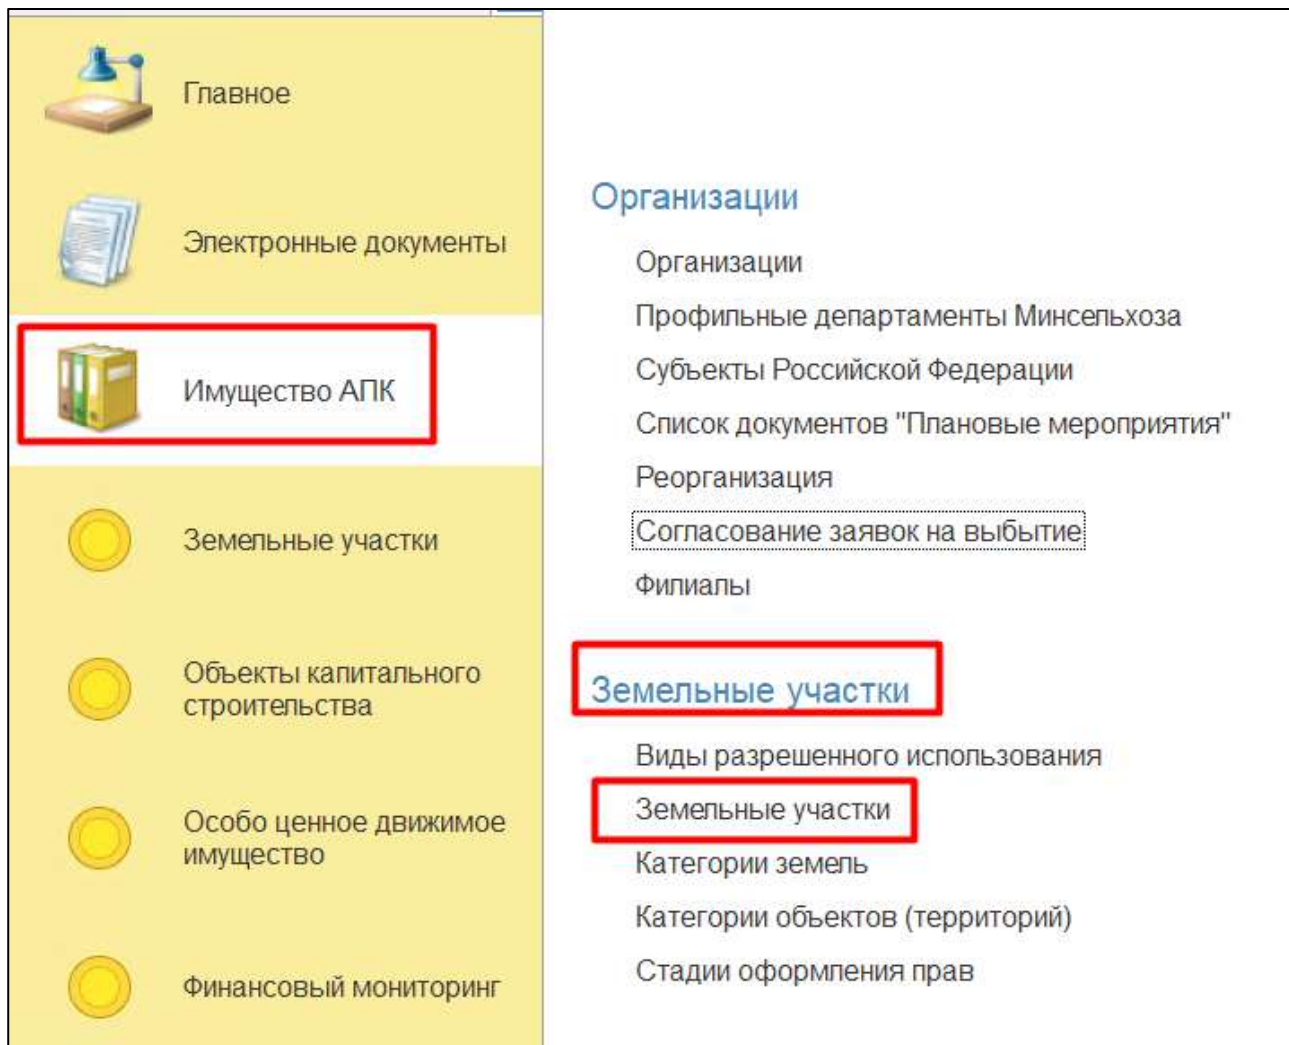 Главное
Электронные документы
Имущество АПК
Земельные участки
Объекты капитального
строительства
Особо ценное движимое
имущество
Финансовый мониторинг
Организации
Организации
Профильные департаменты Минсельхоза
Субъекты Российской Федерации
Список документов "Плановые мероприятия"
Реорганизация
Согласование заявок на выбытие
Филиалы
Земельные участки
Виды разрешенного использования
Земельные участки
Категории земель
Категории объектов (территорий)
Стадии оформления прав